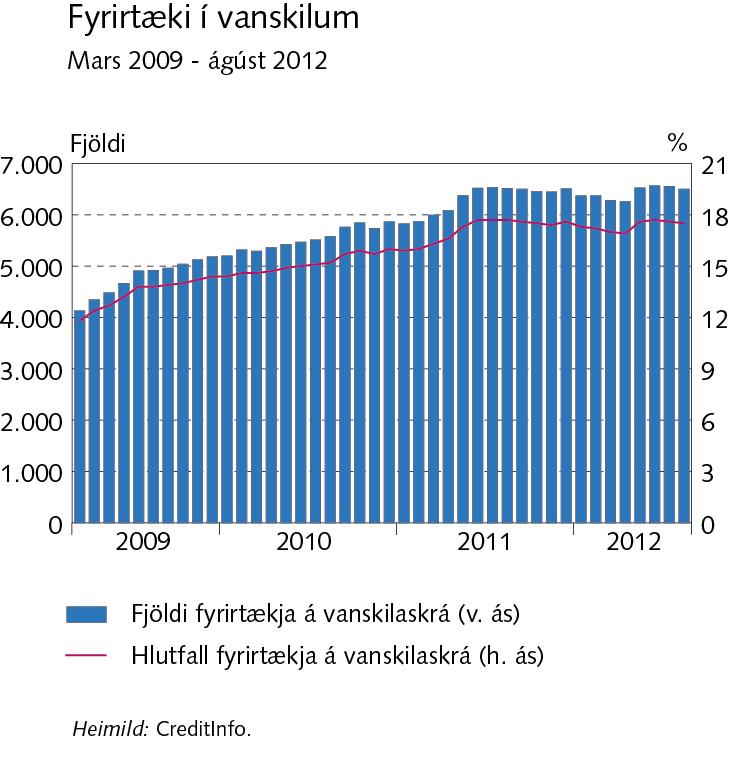 Fyrirtæki í vanskilum
Mars 2009 - ágúst 2012
Fjöldi %
7.000 21
6.000 18
5.000 15
4.000 12
3.000 9
2.000 6
1.000 3
0 0
2009 2010 2011 2012
Fjöldi fyrirtækja á vanskilaskrá (v. ás)
Hlutfall fyrirtækja á vanskilaskrá (h. ás)
Heimild: CreditInfo.